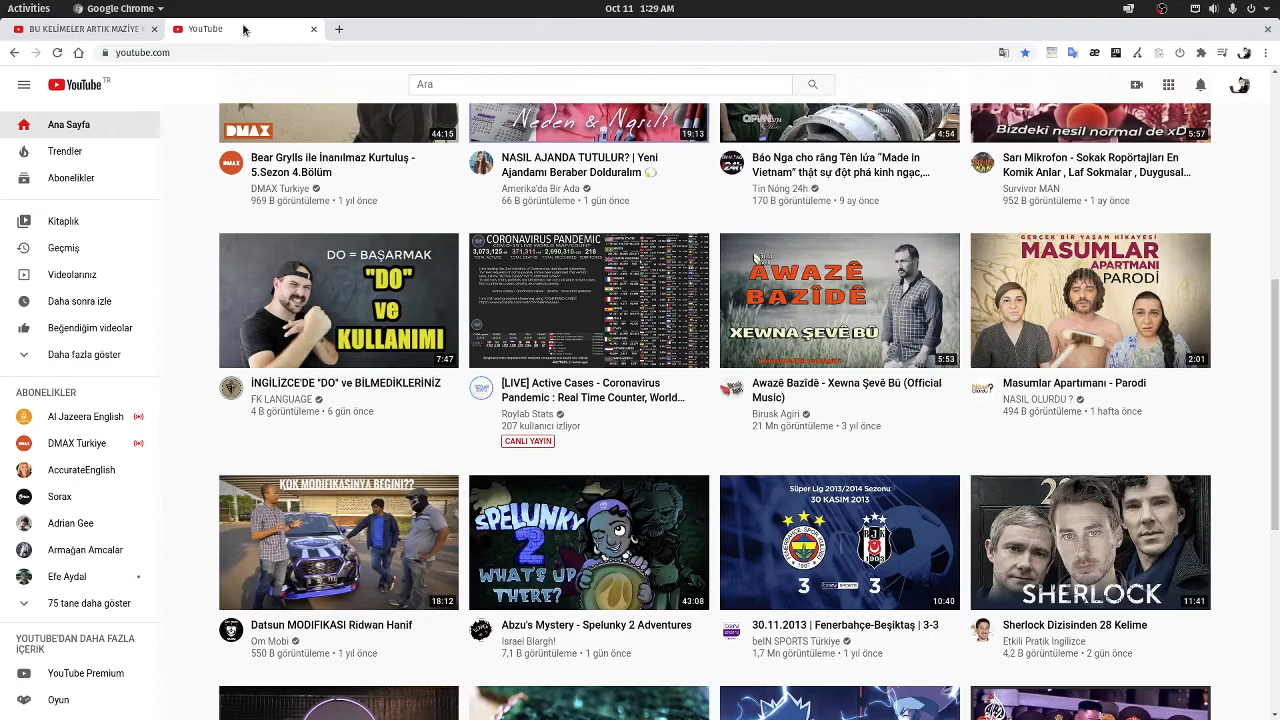 Activities
Google Chrome
Oct 11 1:29 AM
BU KELİMELER ARTIK MAZİYE
YouTube
youtube.com
YouTube TR
Ara
Ana Sayfa
Trendler
Abonelikler
Kitaplık
Geçmiş
Videolarınız
Daha sonra izle
Beğendiğim videolar
Daha fazla göster
ABONELİKLER
Al Jazeera English
DMAX Turkiye
AccurateEnglish
Sorax
Adrian Gee
Armağan Amcalar
Efe Aydal
75 tane daha göster
YOUTUBE'DAN DAHA FAZLA
İÇERİK
YouTube Premium
Oyun
DMAX
44:15
Bear Grylls ile İnanılmaz Kurtuluş -
5.Sezon 4.Bölüm
DMAX Turkiye
969 B görüntüleme • 1 yıl önce
Neden & Nasıl?
19:13
NASIL AJANDA TUTULUR? | Yeni
Ajandamı Beraber Dolduralım
Amerika'da Bir Ada
66 B görüntüleme • 1 gün önce
4:54
Báo Nga cho rằng Tên lửa “Made in
Vietnam” thật sự đột phá kinh ngạc,…
Tin Nóng 24h
170 B görüntüleme • 9 ay önce
Bizdeki nesil normal de xD
5:57
Sarı Mikrofon - Sokak Ropörtajları En
Komik Anlar , Laf Sokmalar , Duygusal…
Survivor MAN
952 B görüntüleme • 1 ay önce
DO = BAŞARMAK
"DO"
ve
KULLANIMI
7:47
İNGİLİZCE'DE "DO" ve BİLMEDİKLERİNİZ
FK LANGUAGE
4 B görüntüleme • 6 gün önce
CORONAVIRUS PANDEMIC
COVID-19 LIVE WORLD MAP/COUNT
[LIVE] Active Cases - Coronavirus
Pandemic : Real Time Counter, World…
Roylab Stats
207 kullanıcı izliyor
CANLI YAYIN
AWAZÊ
BAZÎDÊ
XEWNA ŞEVÊ BÛ
5:53
Awazê Bazîdê - Xewna Şevê Bû (Official
Music)
Birusk Agiri
21 Mn görüntüleme • 3 yıl önce
GERÇEK BİR YAŞAM HİKAYESİ
MASUMLAR
APARTMANI
PARODİ
2:01
Masumlar Apartımanı - Parodi
NASIL OLURDU ?
494 B görüntüleme • 1 hafta önce
KOK MODIFIKASINYA BEGINI??
18:12
Datsun MODIFIKASI Ridwan Hanif
Om Mobi
550 B görüntüleme • 1 yıl önce
SPELUNKY
2
WHAT'S UP
THERE?
43:08
Abzu's Mystery - Spelunky 2 Adventures
Israel Blargh!
7,1 B görüntüleme • 1 gün önce
Süper Lig 2013/2014 Sezonu
30 KASIM 2013
3
beIN SPORTS
3
10:40
30.11.2013 | Fenerbahçe-Beşiktaş | 3-3
beIN SPORTS Türkiye
1,7 Mn görüntüleme • 1 yıl önce
SHERLOCK
11:41
Sherlock Dizisinden 28 Kelime
Etkili Pratik Ingilizce
4,2 B görüntüleme • 2 gün önce